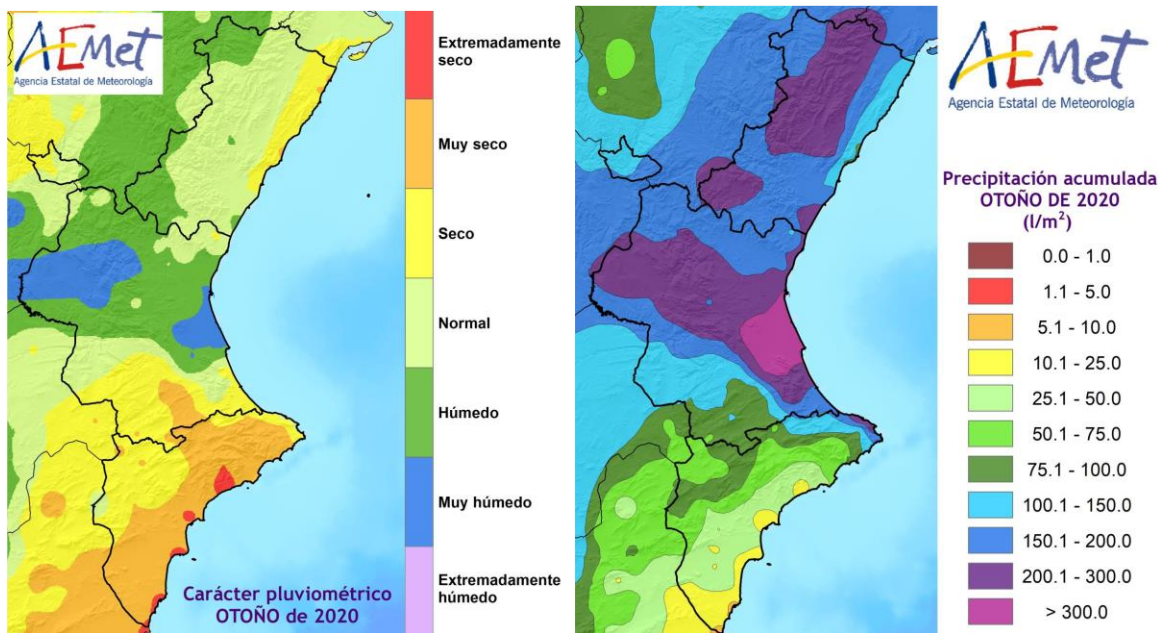 AEMet
Agencia Estatal de Meteorología
Extremadamente
seco
Muy seco
Seco
Normal
Húmedo
Muy húmedo
Extremadamente
húmedo
Carácter pluviométrico
OTOÑO de 2020
AEMet
Agencia Estatal de Meteorología
Precipitación acumulada
OTOÑO DE 2020
(l/m²)
0.0 - 1.0
1.1 - 5.0
5.1 - 10.0
10.1 - 25.0
25.1 - 50.0
50.1 - 75.0
75.1 - 100.0
100.1 - 150.0
150.1 - 200.0
200.1 - 300.0
> 300.0